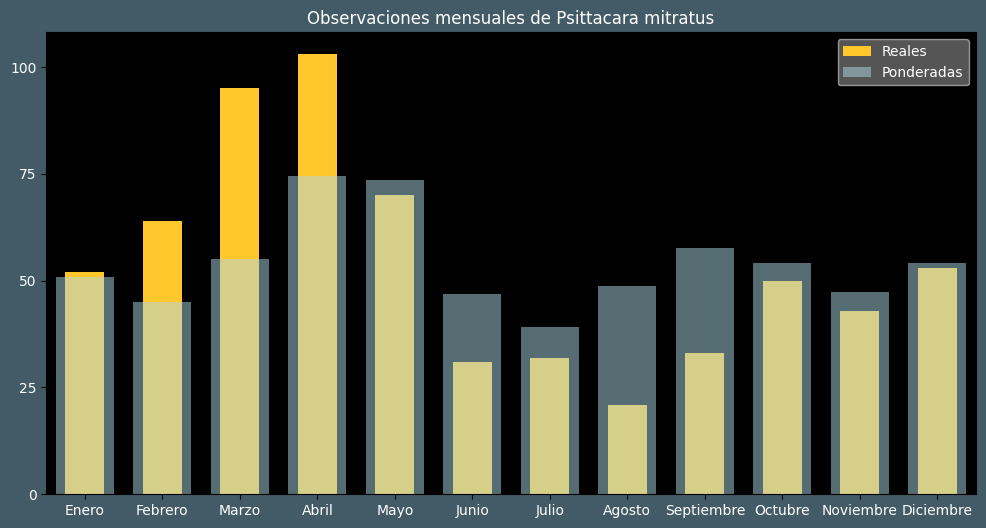 Observaciones mensuales de Psittacara mitratus
Reales
Ponderadas
100
75
50
25
0
Enero Febrero Marzo Abril Mayo Junio Julio Agosto Septiembre Octubre Noviembre Diciembre